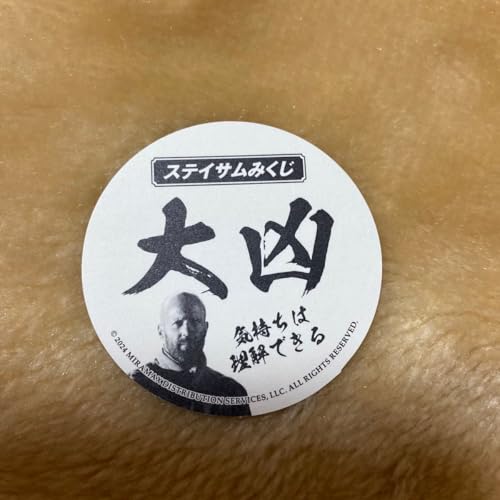 ステイサムみくじ
大凶
気持ちは
理解できる
© 2024 MIRAMAX DISTRIBUTION SERVICES, LLC. ALL RIGHTS RESERVED.